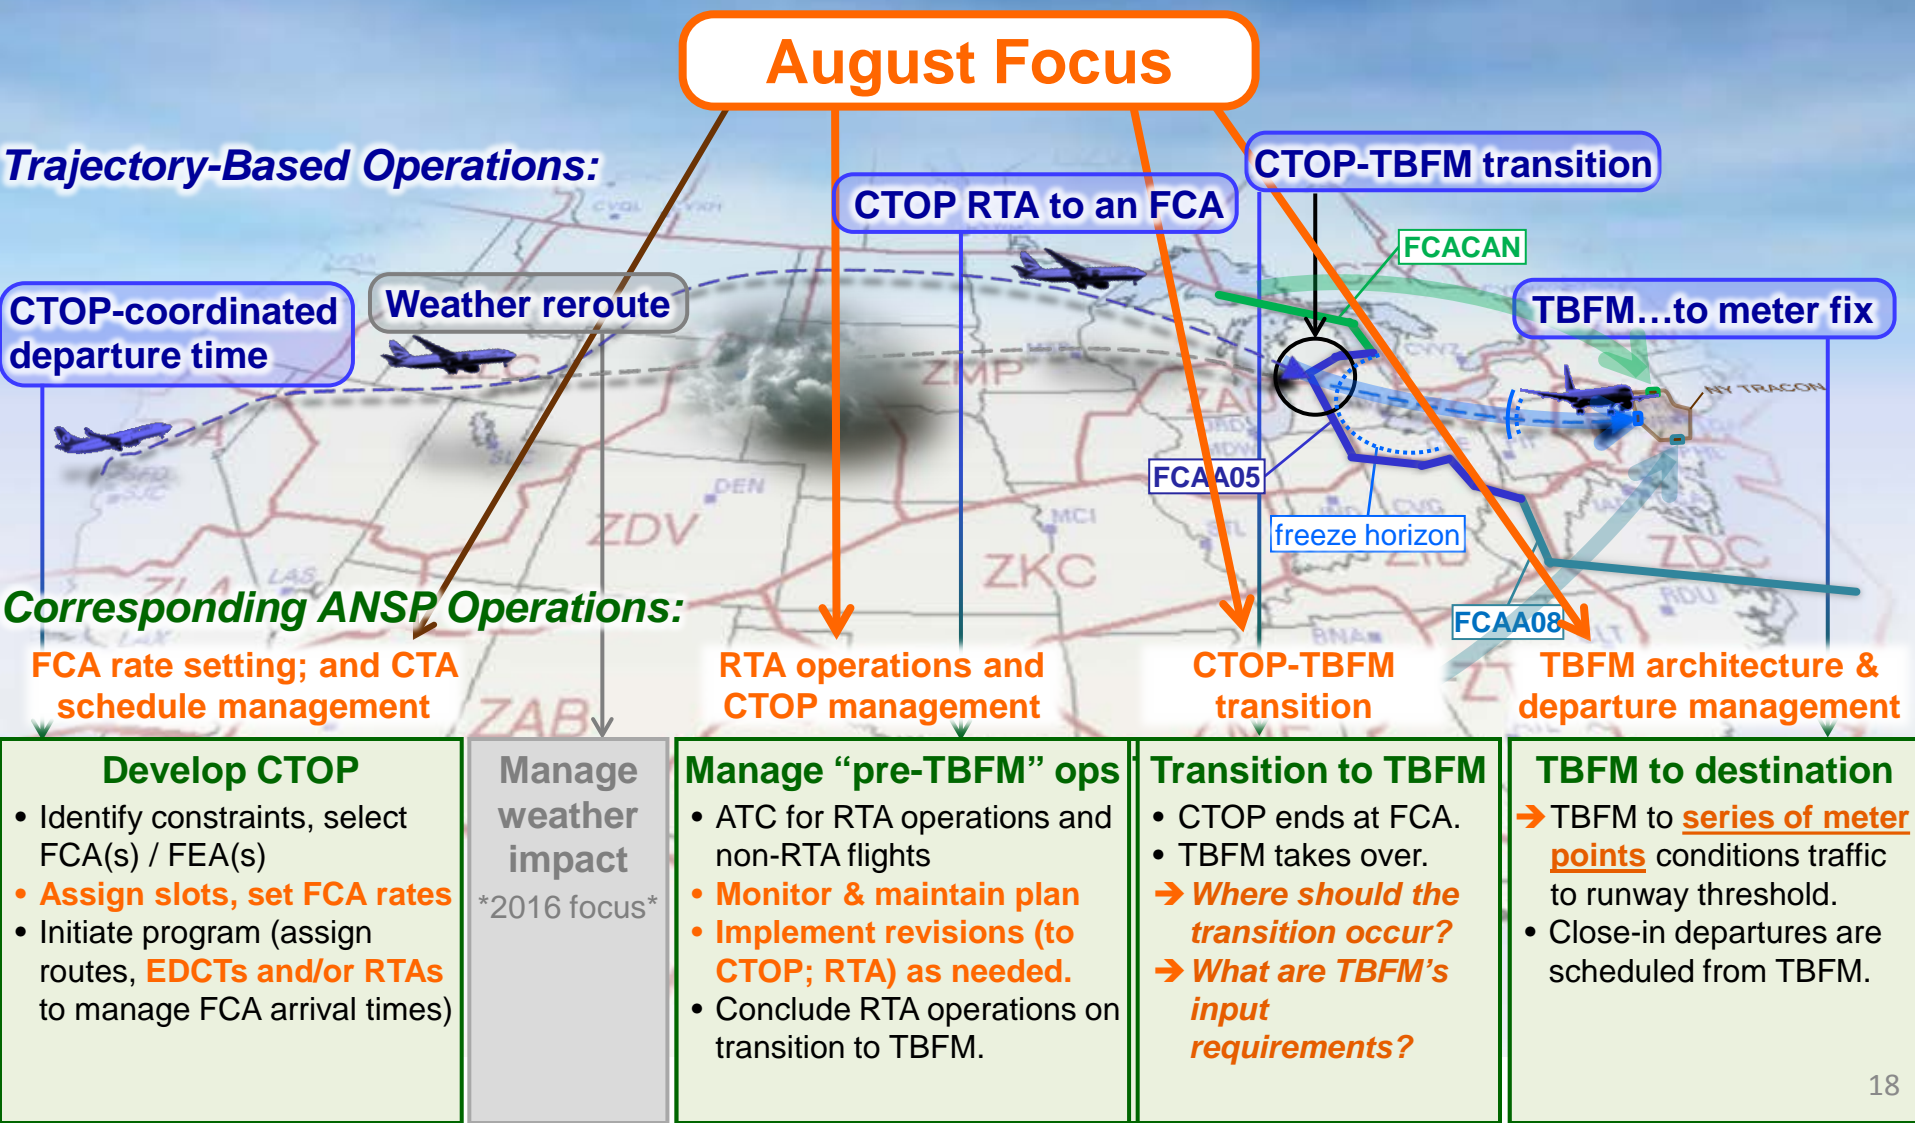 August Focus
Trajectory-Based Operations:
CTOP-TBFM transition
CTOP RTA to an FCA
FCACAN
CTOP-coordinated
departure time
Weather reroute
TBFM…to meter fix
ZMP
ZAU
NY TRACON
SLC
DEN
FCAA05
MCI
CVG
freeze horizon
ZDV
ZKC
ZDC
LAS
ZLA
Corresponding ANSP Operations:
RDU
BNA
FCAA08
FCA rate setting; and CTA
schedule management
RTA operations and
CTOP management
CTOP-TBFM
transition
TBFM architecture &
departure management
ZAB
Develop CTOP
• Identify constraints, select
FCA(s) / FEA(s)
• Assign slots, set FCA rates
• Initiate program (assign
routes, EDCTs and/or RTAs
to manage FCA arrival times)
Manage
weather
impact
*2016 focus*
Manage “pre-TBFM” ops
• ATC for RTA operations and
non-RTA flights
• Monitor & maintain plan
• Implement revisions (to
CTOP; RTA) as needed.
• Conclude RTA operations on
transition to TBFM.
Transition to TBFM
• CTOP ends at FCA.
• TBFM takes over.
➔ Where should the
transition occur?
➔ What are TBFM’s
input
requirements?
TBFM to destination
➔ TBFM to series of meter
points conditions traffic
to runway threshold.
• Close-in departures are
scheduled from TBFM.
18